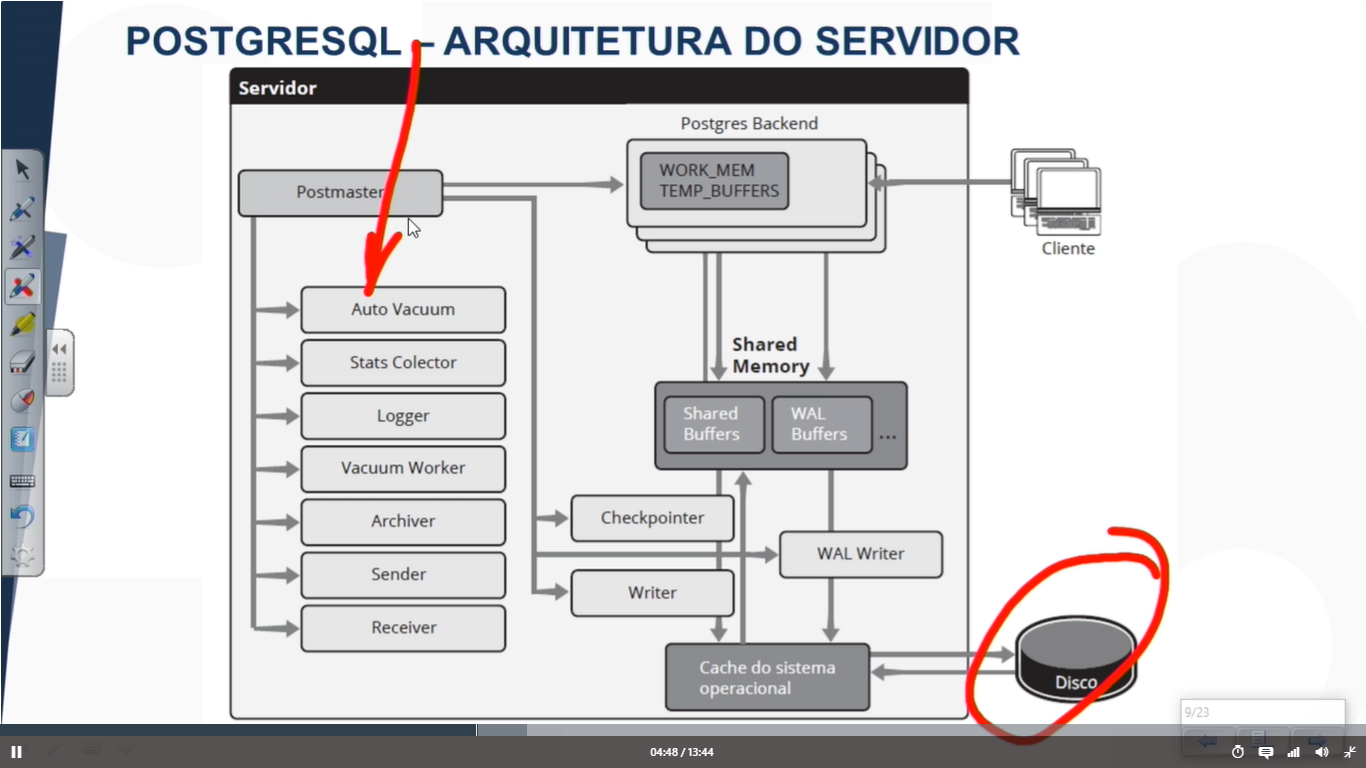 POSTGRESQL – ARQUITETURA DO SERVIDOR
Servidor
Postgres Backend
WORK_MEM
TEMP_BUFFERS
Postmaster
Cliente
Auto Vacuum
Stats Colector
Logger
Vacuum Worker
Archiver
Sender
Receiver
Shared
Memory
Shared
Buffers
WAL
Buffers
...
Checkpointer
WAL Writer
Writer
Cache do sistema
operacional
Disco
9/23
04:48 / 13:44